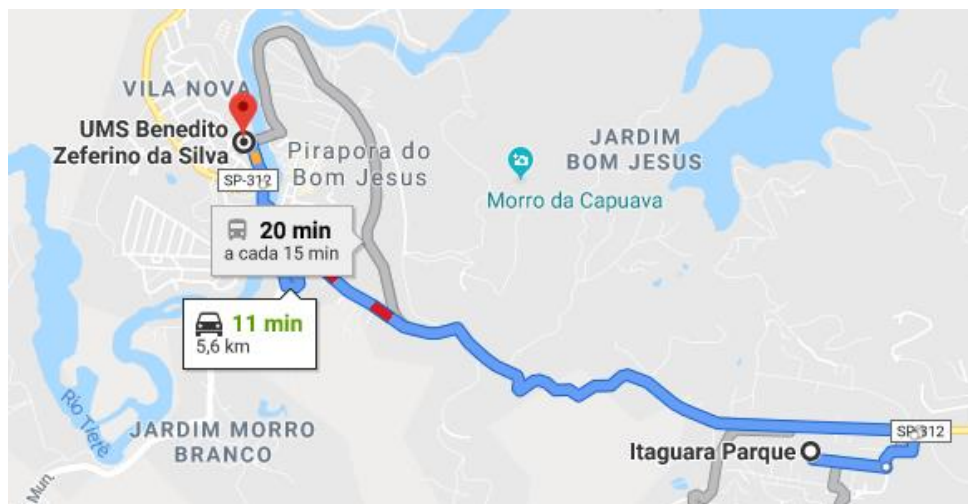 VILA NOVA
UMS Benedito
Zeferino da Silva
SP-312
Pirapora do
Bom Jesus
JARDIM
BOM JESUS
Morro da Capuava
20 min
a cada 15 min
11 min
5,6 km
Rio Tietê
JARDIM MORRO
BRANCO
Mun.
SP-312
Itaguara Parque